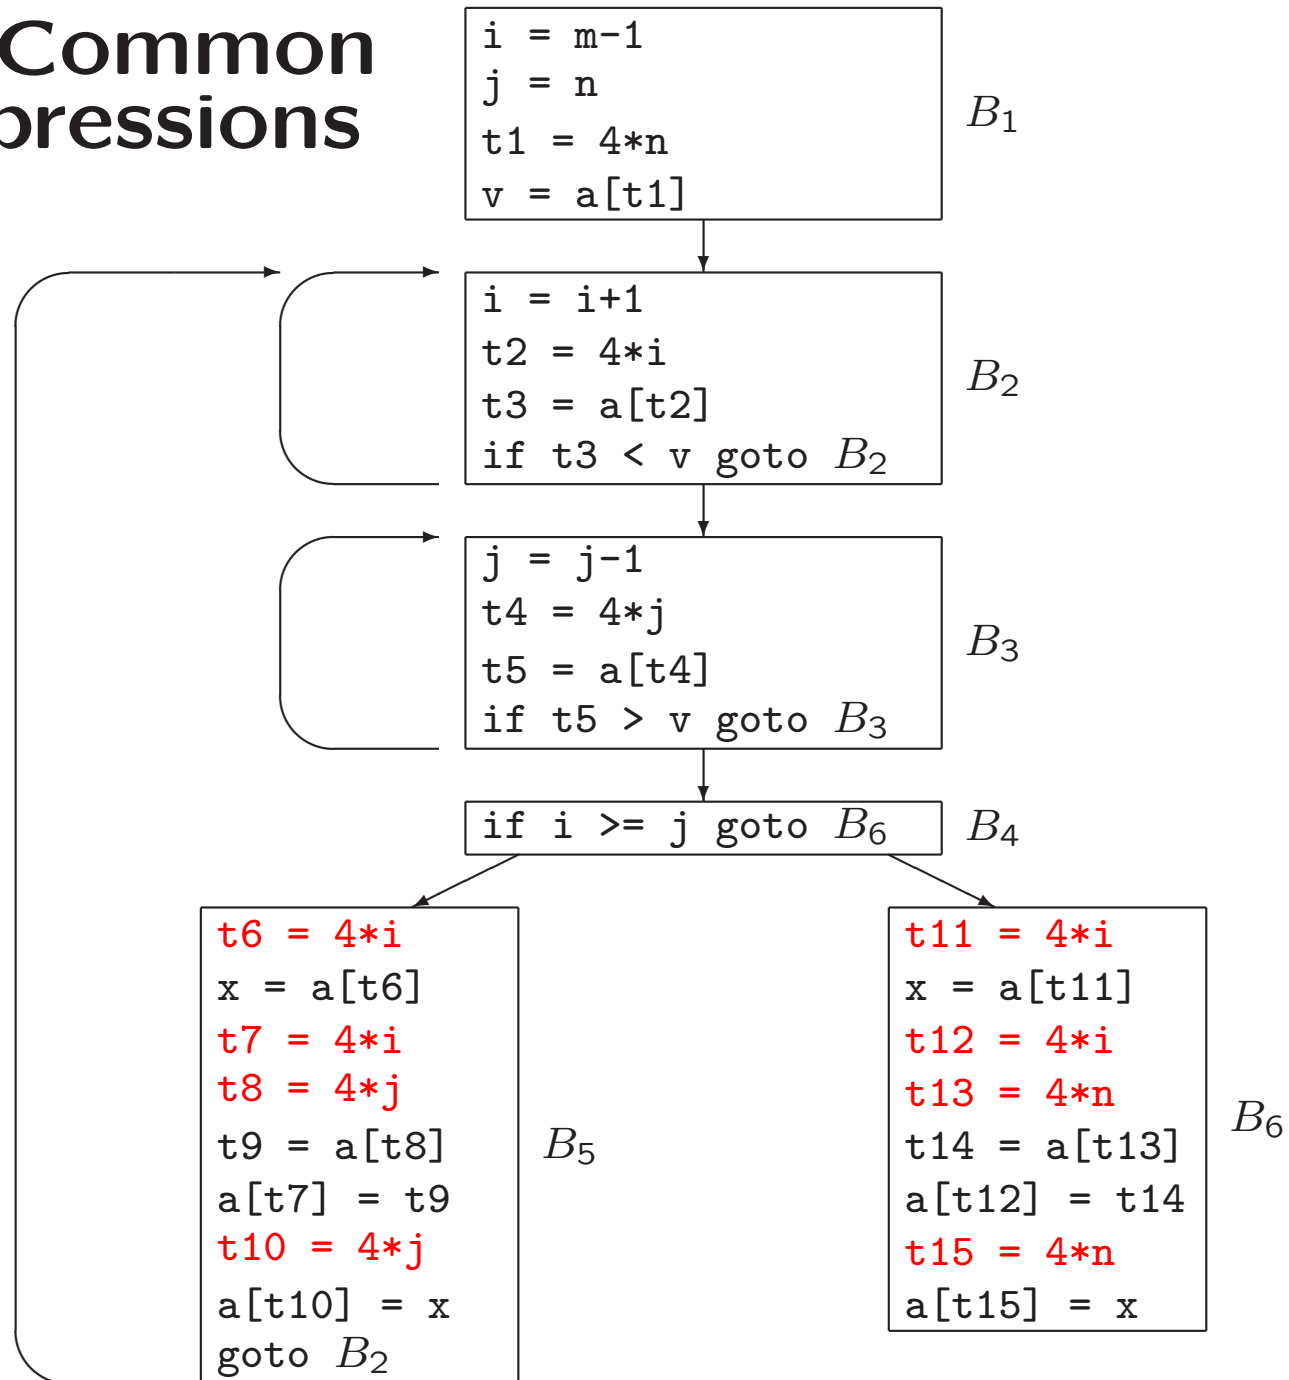 Common
pressions
i = m-1
j = n
t1 = 4*n
v = a[t1]
B1
i = i+1
t2 = 4*i
t3 = a[t2]
if t3 < v goto B2
B2
j = j-1
t4 = 4*j
t5 = a[t4]
if t5 > v goto B3
B3
if i >= j goto B6
B4
t6 = 4*i
x = a[t6]
t7 = 4*i
t8 = 4*j
t9 = a[t8]
a[t7] = t9
t10 = 4*j
a[t10] = x
goto B2
B5
t11 = 4*i
x = a[t11]
t12 = 4*i
t13 = 4*n
t14 = a[t13]
a[t12] = t14
t15 = 4*n
a[t15] = x
B6